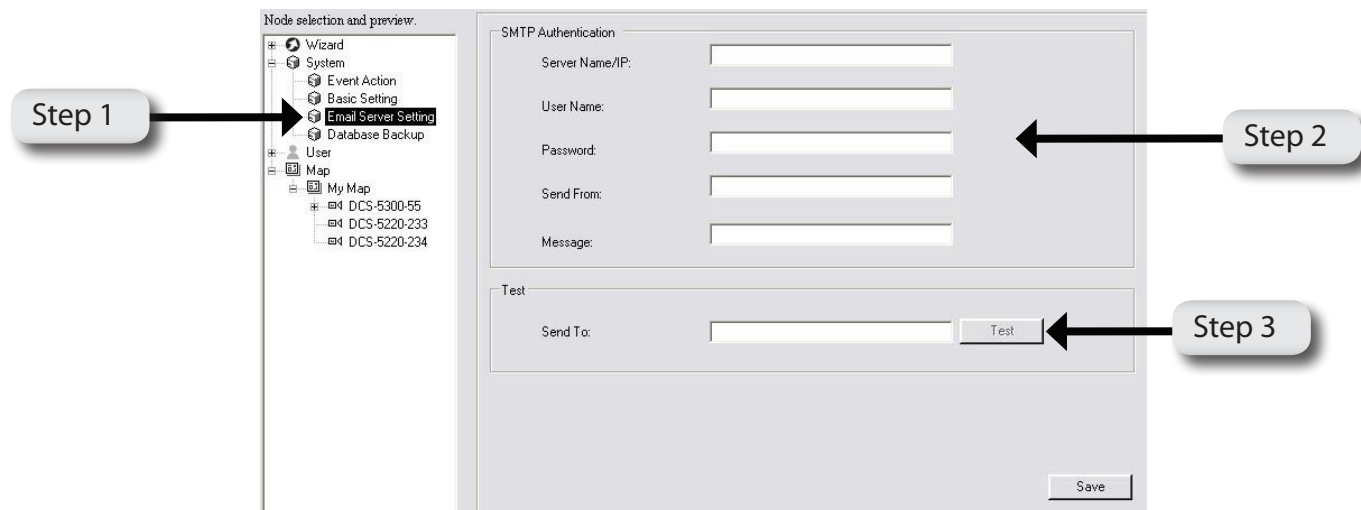 Node selection and preview.
Wizard
System
Event Action
Basic Setting
Email Server Setting
Database Backup
User
Map
My Map
DCS-5300-55
DCS-5220-233
DCS-5220-234
Step 1
SMTP Authentication
Server Name/IP:
User Name:
Password:
Send From:
Message:
Step 2
Test
Send To:
Test
Step 3
Save